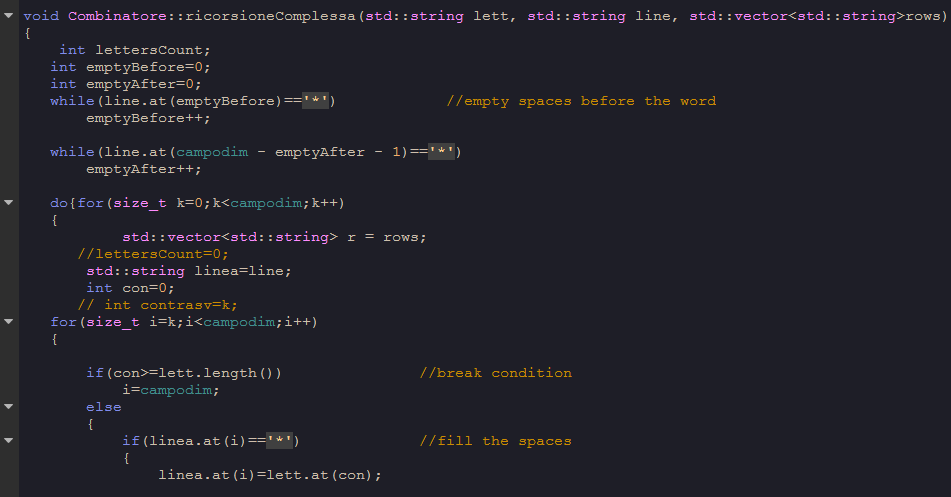 void Combinatore::ricorsioneComplessa(std::string lett, std::string line, std::vector<std::string>rows)
{
int lettersCount;
int emptyBefore=0;
int emptyAfter=0;
while(line.at(emptyBefore)=='*') //empty spaces before the word
emptyBefore++;
while(line.at(campodim - emptyAfter - 1)=='*')
emptyAfter++;
do{for(size_t k=0;k<campodim;k++)
{
std::vector<std::string> r = rows;
//lettersCount=0;
std::string linea=line;
int con=0;
// int contrasv=k;
for(size_t i=k;i<campodim;i++)
{
if(con>=lett.length()) //break condition
i=campodim;
else
{
if(linea.at(i)=='*') //fill the spaces
{
linea.at(i)=lett.at(con);